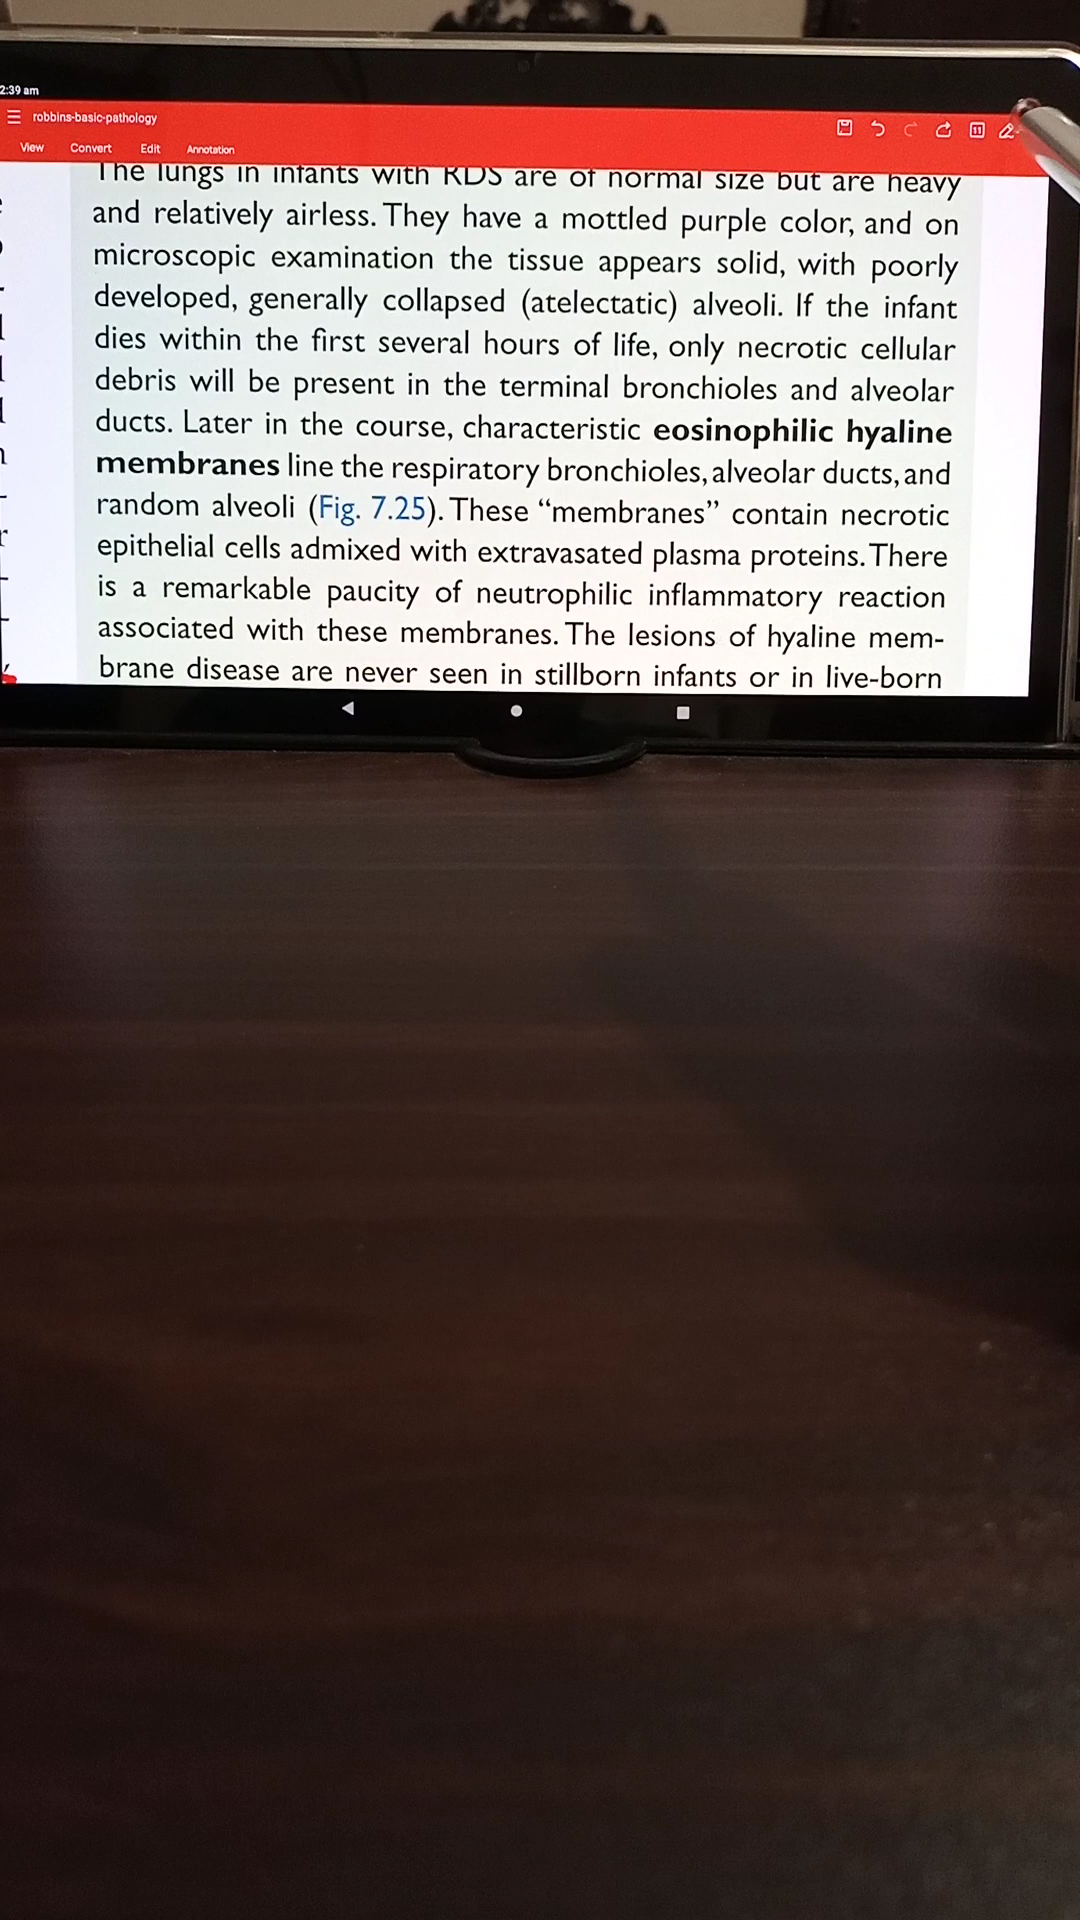 2:39 am
robbins-basic-pathology
11
View Convert Edit Annotation
The lungs in infants with RDS are of normal size but are heavy
and relatively airless. They have a mottled purple color, and on
microscopic examination the tissue appears solid, with poorly
developed, generally collapsed (atelectatic) alveoli. If the infant
dies within the first several hours of life, only necrotic cellular
debris will be present in the terminal bronchioles and alveolar
ducts. Later in the course, characteristic eosinophilic hyaline
membranes line the respiratory bronchioles, alveolar ducts, and
random alveoli (Fig. 7.25). These “membranes” contain necrotic
epithelial cells admixed with extravasated plasma proteins. There
is a remarkable paucity of neutrophilic inflammatory reaction
associated with these membranes. The lesions of hyaline mem-
brane disease are never seen in stillborn infants or in live-born